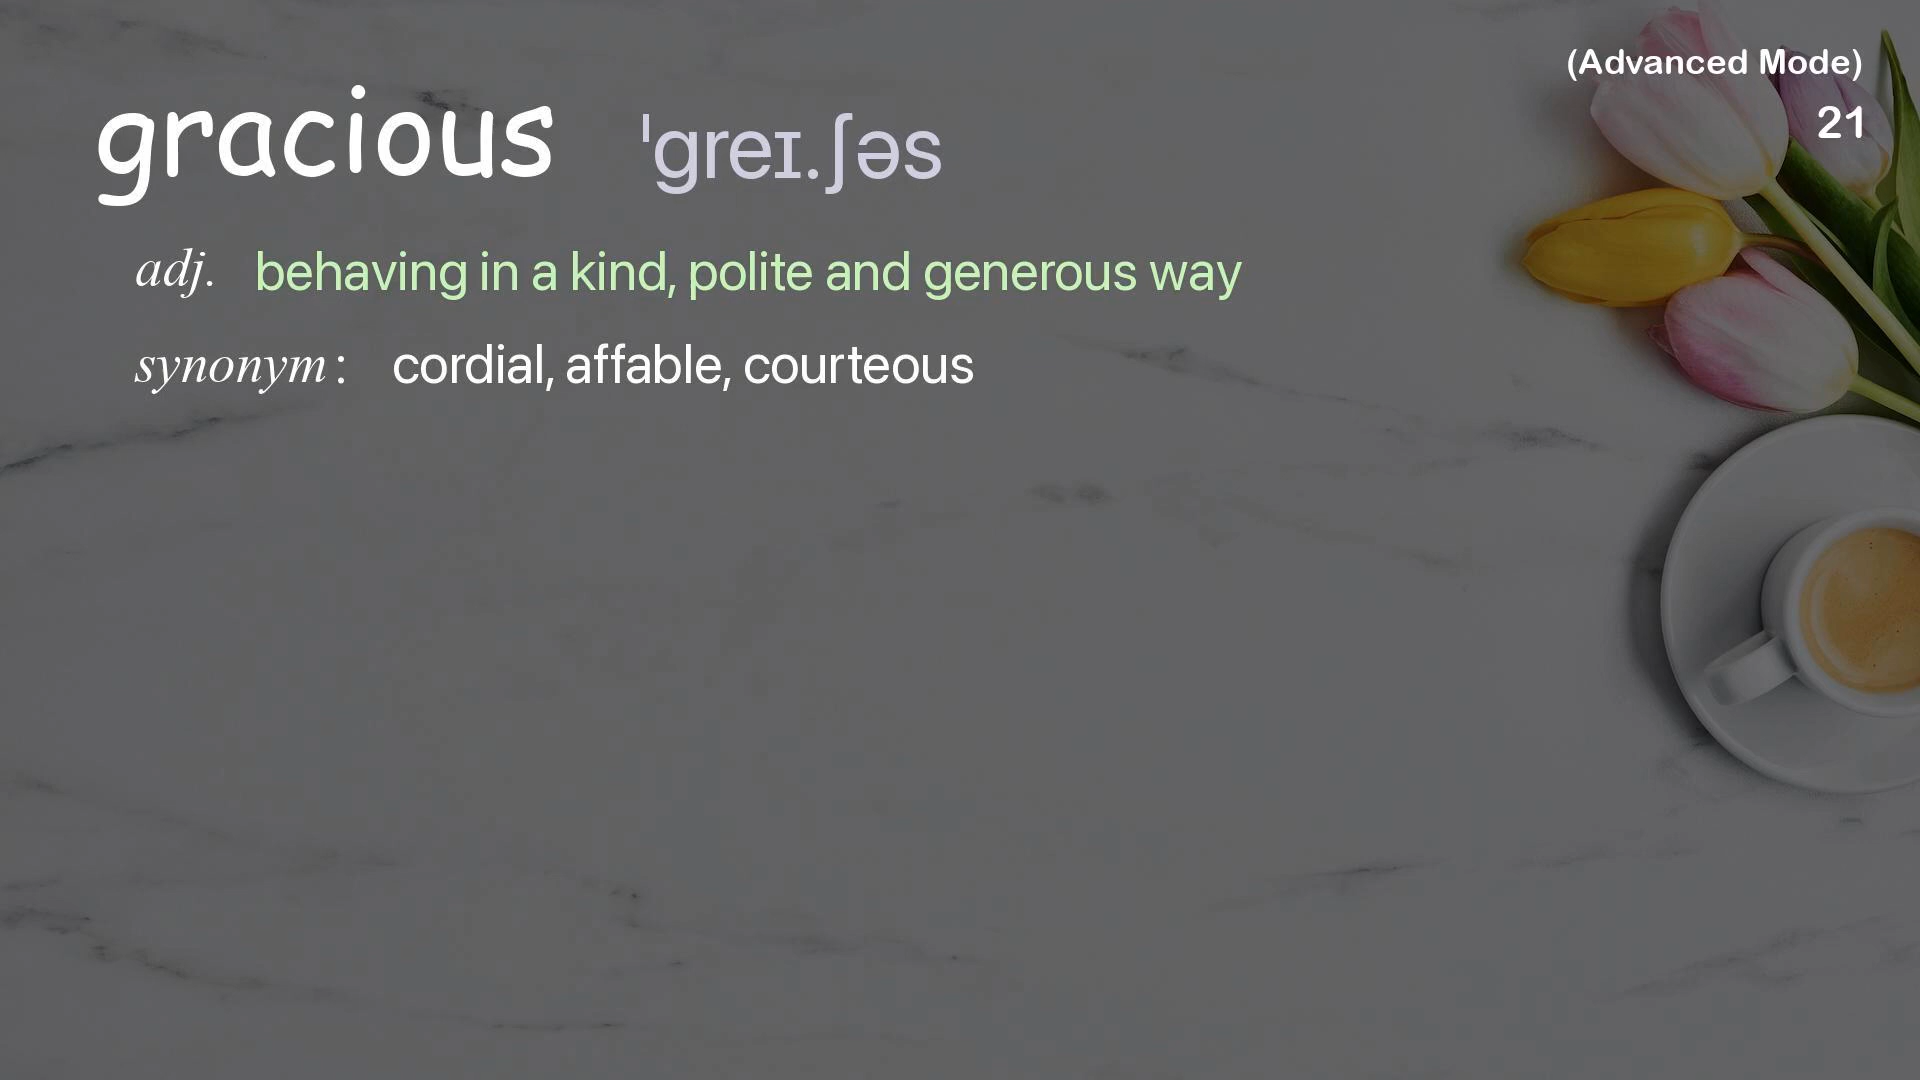 (Advanced Mode)
21
gracious ˈɡreɪ.ʃəs
adj. behaving in a kind, polite and generous way
synonym : cordial, affable, courteous